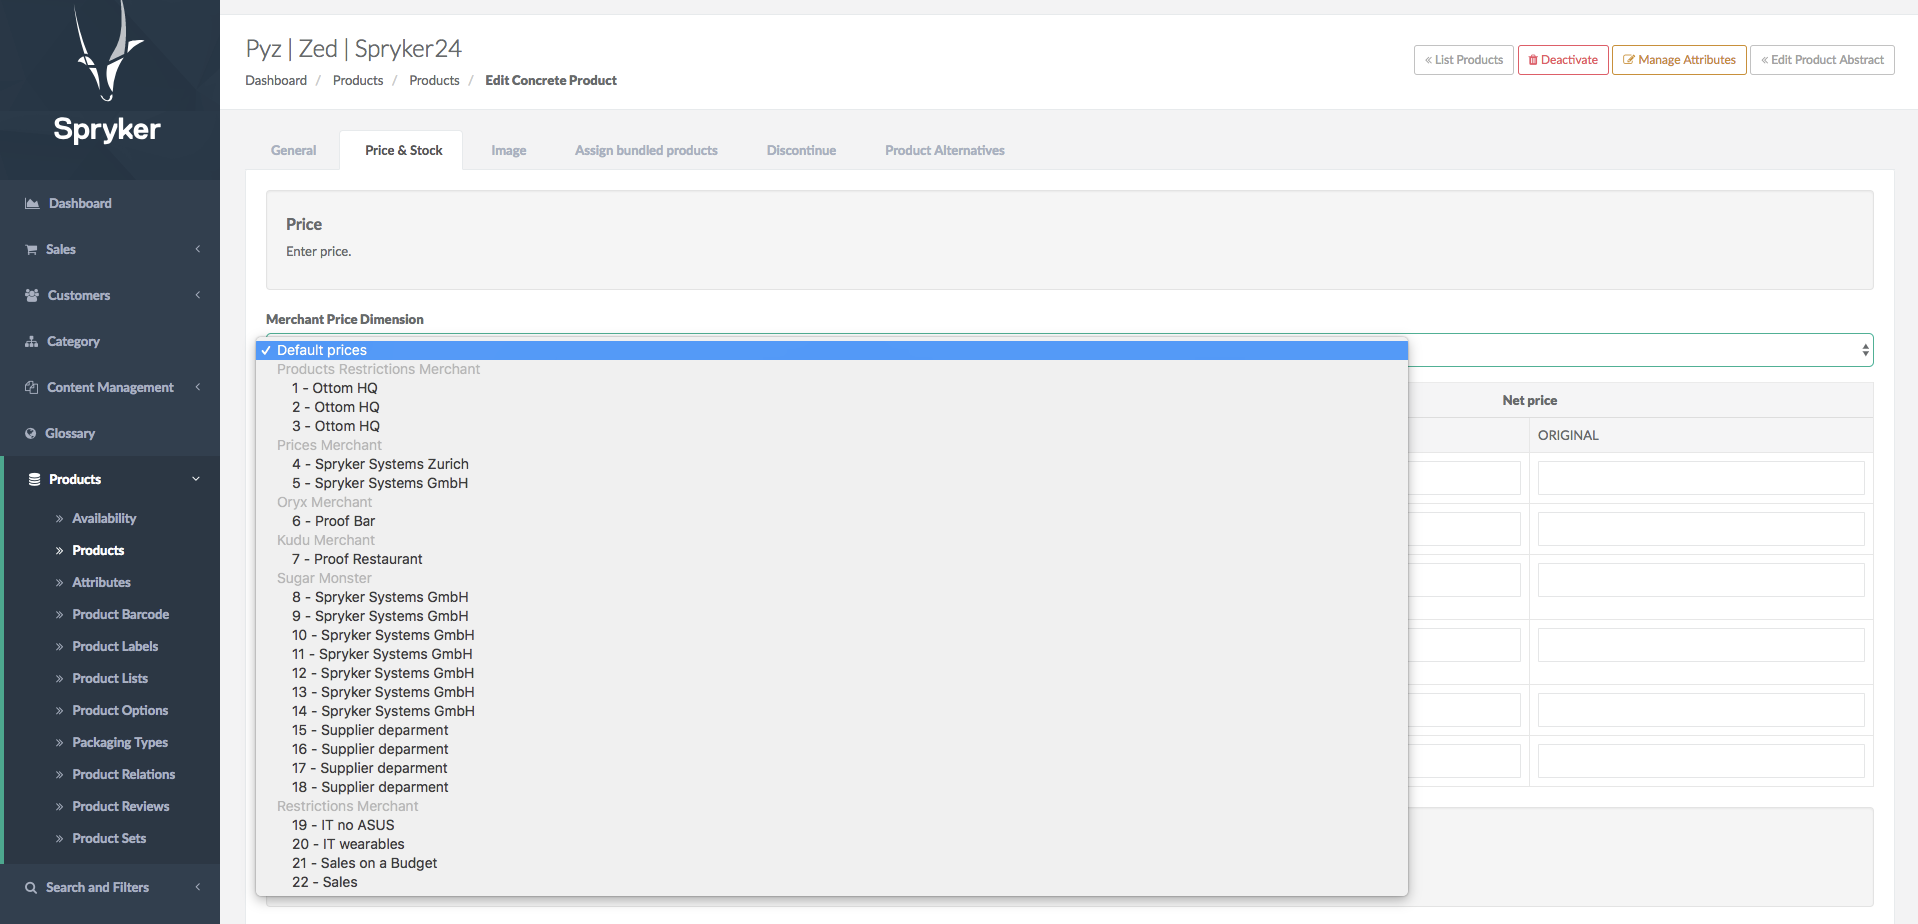 Spryker
Dashboard
Sales
Customers
Category
Content Management
Glossary
Products
Availability
Products
Attributes
Product Barcode
Product Labels
Product Lists
Product Options
Packaging Types
Product Relations
Product Reviews
Product Sets
Search and Filters
Pyz | Zed | Spryker24
Dashboard / Products / Products / Edit Concrete Product
« List Products
Deactivate
Manage Attributes
« Edit Product Abstract
General
Price & Stock
Image
Assign bundled products
Discontinue
Product Alternatives
Price
Enter price.
Merchant Price Dimension
✓ Default prices
Products Restrictions Merchant
1 - Ottom HQ
2 - Ottom HQ
3 - Ottom HQ
Prices Merchant
4 - Spryker Systems Zurich
5 - Spryker Systems GmbH
Oryx Merchant
6 - Proof Bar
Kudu Merchant
7 - Proof Restaurant
Sugar Monster
8 - Spryker Systems GmbH
9 - Spryker Systems GmbH
10 - Spryker Systems GmbH
11 - Spryker Systems GmbH
12 - Spryker Systems GmbH
13 - Spryker Systems GmbH
14 - Spryker Systems GmbH
15 - Supplier deparment
16 - Supplier deparment
17 - Supplier deparment
18 - Supplier deparment
Restrictions Merchant
19 - IT no ASUS
20 - IT wearables
21 - Sales on a Budget
22 - Sales
Net price
ORIGINAL